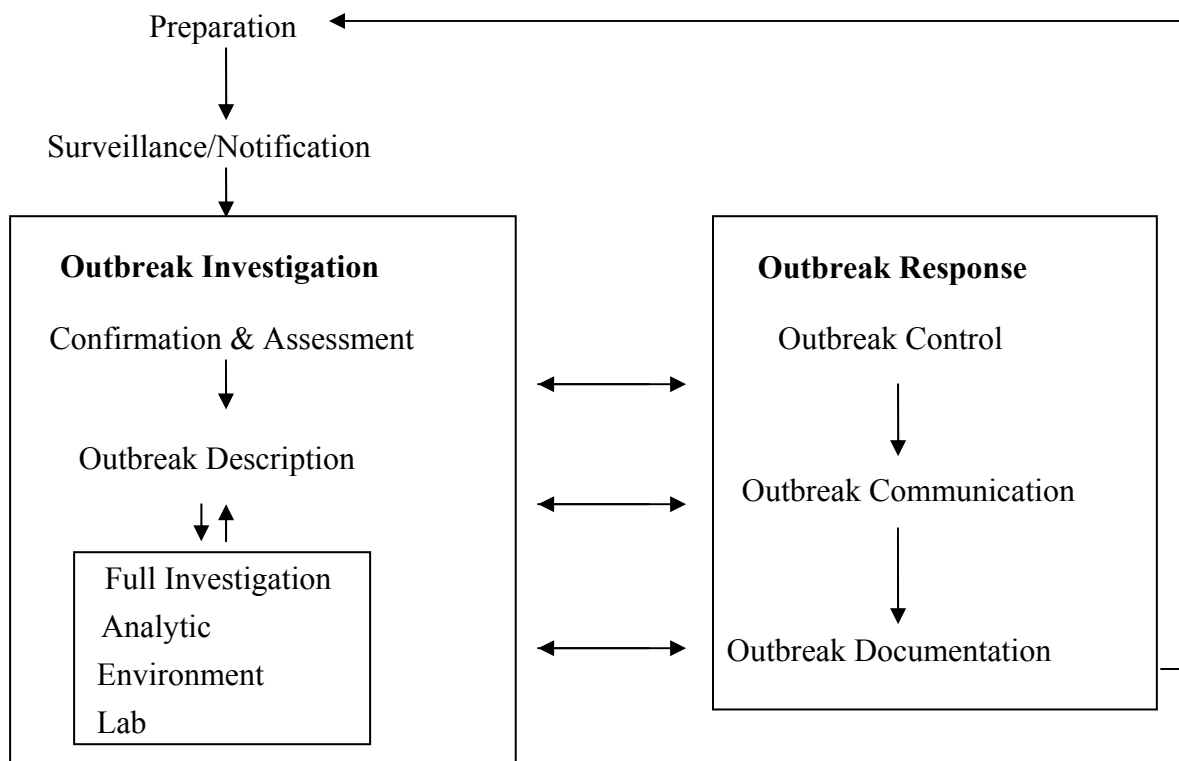 Preparation
Surveillance/Notification
Outbreak Investigation
Confirmation & Assessment
Outbreak Description
Full Investigation
Analytic
Environment
Lab
Outbreak Response
Outbreak Control
Outbreak Communication
Outbreak Documentation